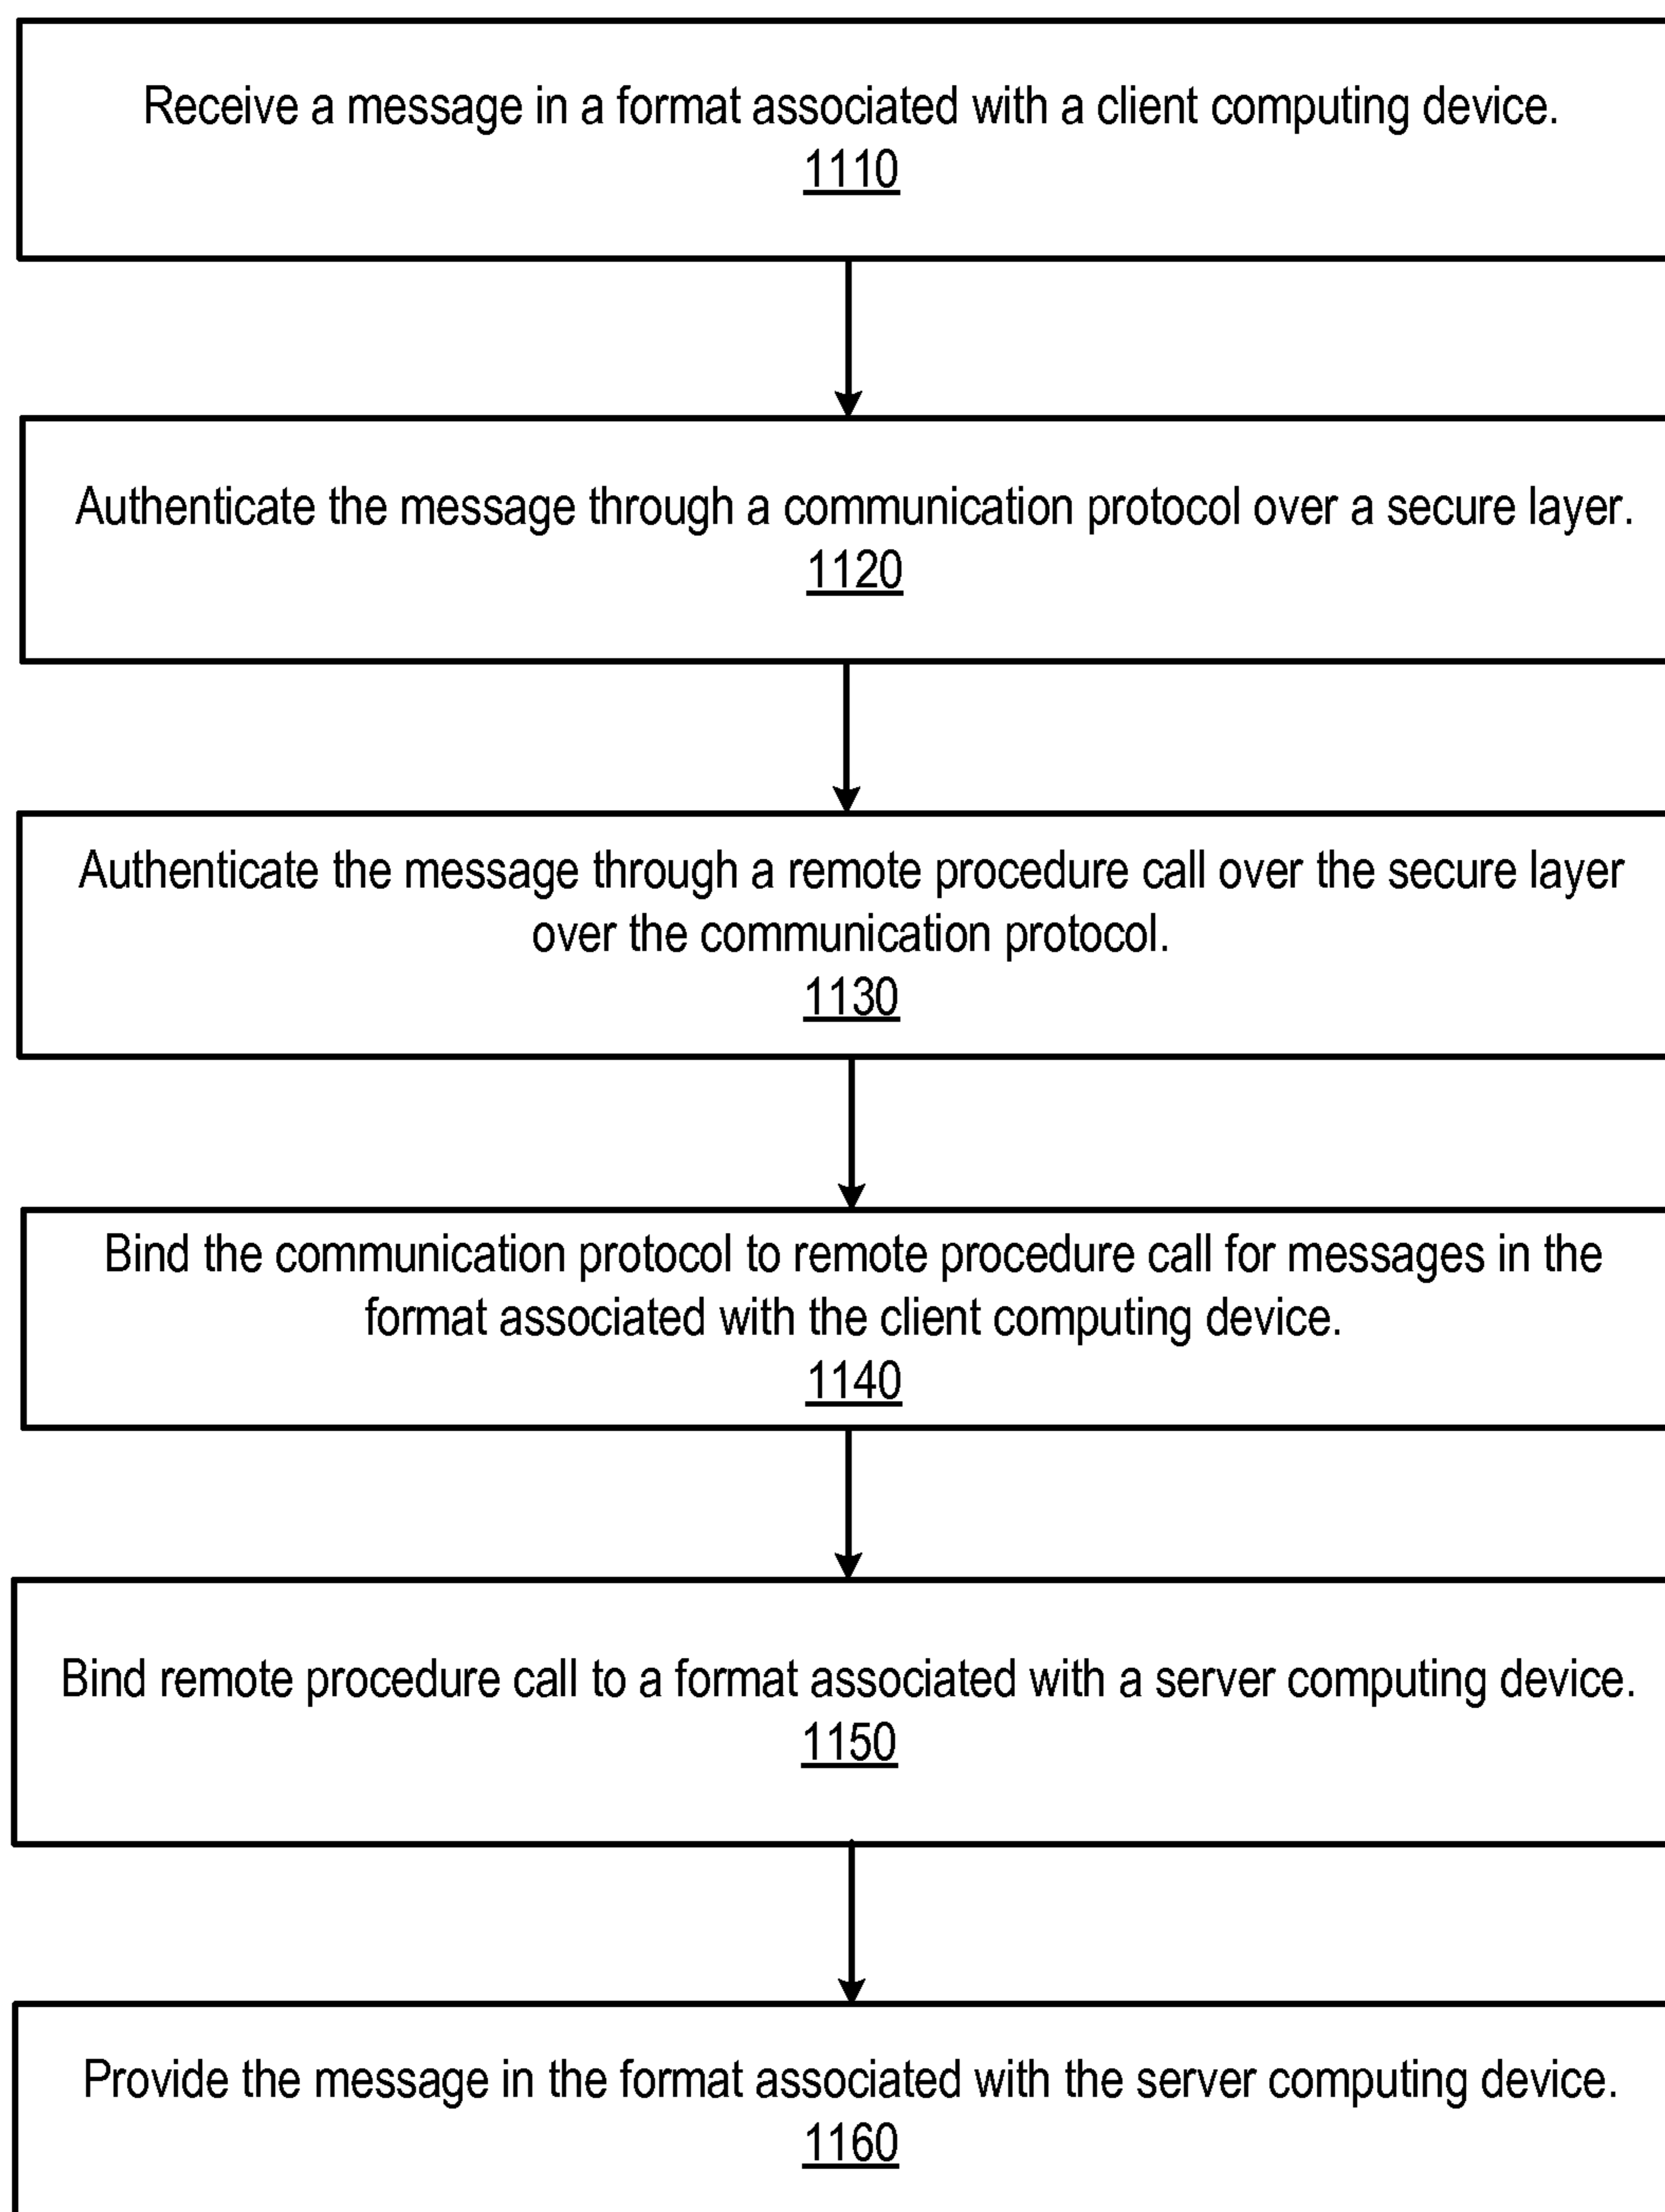 Receive a message in a format associated with a client computing device.
1110
Authenticate the message through a communication protocol over a secure layer.
1120
Authenticate the message through a remote procedure call over the secure layer
over the communication protocol.
1130
Bind the communication protocol to remote procedure call for messages in the
format associated with the client computing device.
1140
Bind remote procedure call to a format associated with a server computing device.
1150
Provide the message in the format associated with the server computing device.
1160